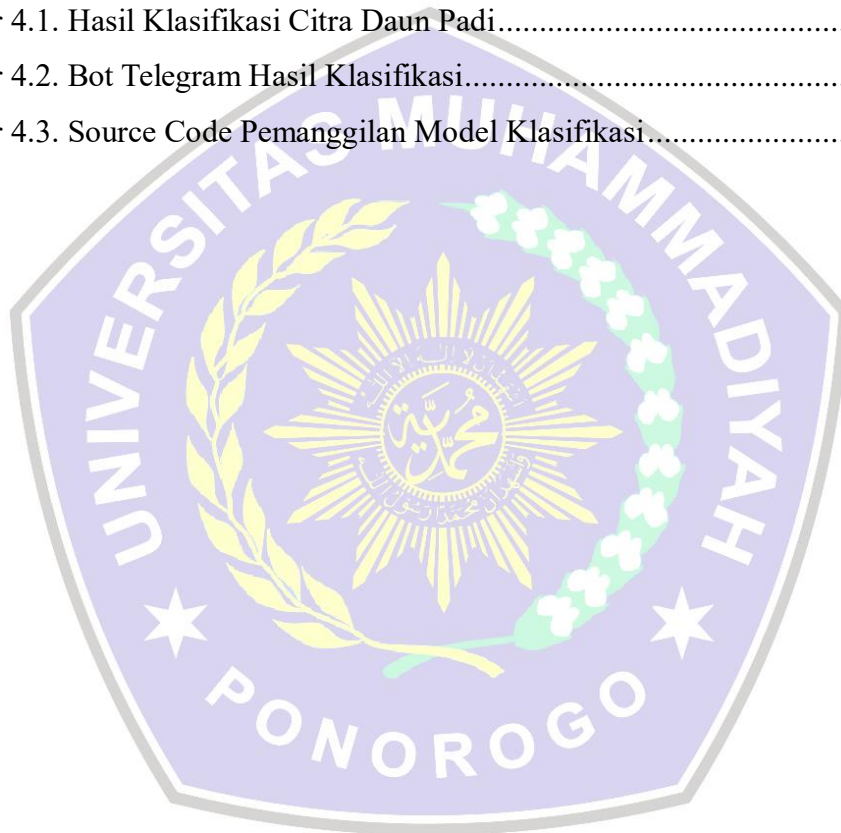 r 4.1. Hasil Klasifikasi Citra Daun Padi..........................................
r 4.2. Bot Telegram Hasil Klasifikasi..............................................
r 4.3. Source Code Pemanggilan Model Klasifikasi.......................
UNIVERSITAS MUHAMMADIYAH
محمدية
PONOROGO